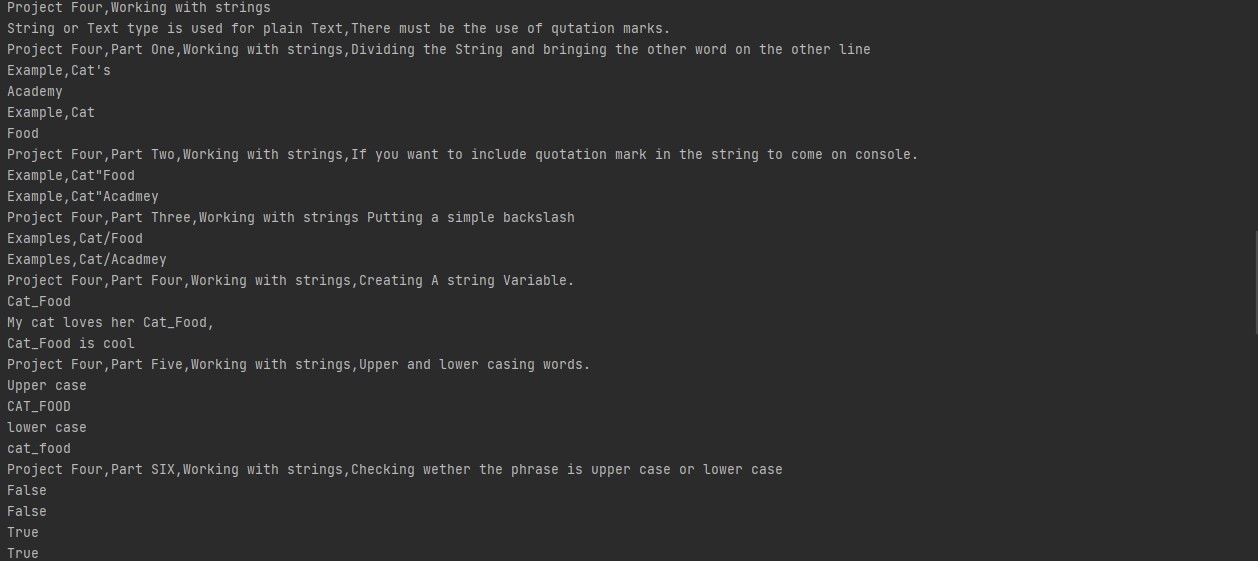 Project Four,Working with strings
String or Text type is used for plain Text,There must be the use of qutation marks.
Project Four,Part One,Working with strings,Dividing the String and bringing the other word on the other line
Example,Cat's
Academy
Example,Cat
Food
Project Four,Part Two,Working with strings,If you want to include quotation mark in the string to come on console.
Example,Cat"Food
Example,Cat"Acadmey
Project Four,Part Three,Working with strings Putting a simple backslash
Examples,Cat/Food
Examples,Cat/Acadmey
Project Four,Part Four,Working with strings,Creating A string Variable.
Cat_Food
My cat loves her Cat_Food,
Cat_Food is cool
Project Four,Part Five,Working with strings,Upper and lower casing words.
Upper case
CAT_FOOD
lower case
cat_food
Project Four,Part SIX,Working with strings,Checking wether the phrase is upper case or lower case
False
False
True
True